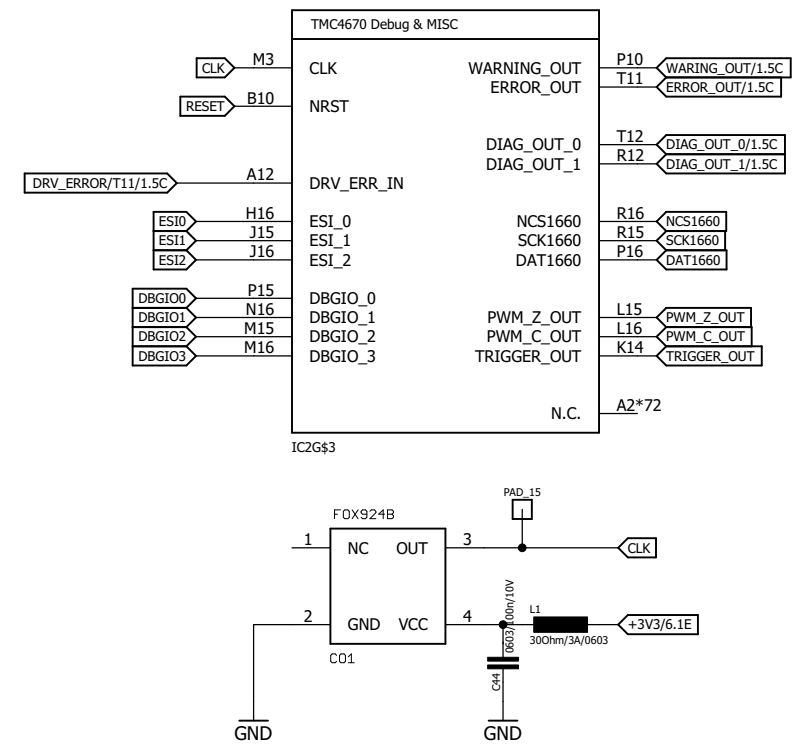 TMC4670 Debug & MISC
CLK M3 CLK WARNING_OUT P10 WARING_OUT/1.5C
ERROR_OUT T11 ERROR_OUT/1.5C
RESET B10 NRST
DIAG_OUT_0 T12 DIAG_OUT_0/1.5C
DIAG_OUT_1 R12 DIAG_OUT_1/1.5C
DRV_ERROR/T11/1.5C A12 DRV_ERR_IN
ESI0 H16 ESI_0 NCS1660 R16 NCS1660
ESI1 J15 ESI_1 SCK1660 R15 SCK1660
ESI2 J16 ESI_2 DAT1660 P16 DAT1660
DBGIO0 P15 DBGIO_0
DBGIO1 N16 DBGIO_1 PWM_Z_OUT L15 PWM_Z_OUT
DBGIO2 M15 DBGIO_2 PWM_C_OUT L16 PWM_C_OUT
DBGIO3 M16 DBGIO_3 TRIGGER_OUT K14 TRIGGER_OUT
N.C. A2*72
IC2G$3
PAD_15
FOX924B
1 NC OUT 3 CLK
2 GND VCC 4 +3V3/6.1E
L1
30Ohm/3A/0603
0603/100n/10V
C44
CO1
GND GND